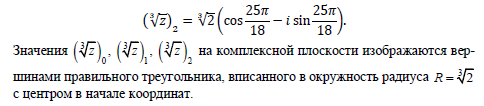 (∛z)₂ = ∛2(cos 25π/18 − i sin 25π/18).
Значения (∛z)₀, (∛z)₁, (∛z)₂ на комплексной плоскости изображаются вер-
шинами правильного треугольника, вписанного в окружность радиуса R = ∛2
с центром в начале координат.